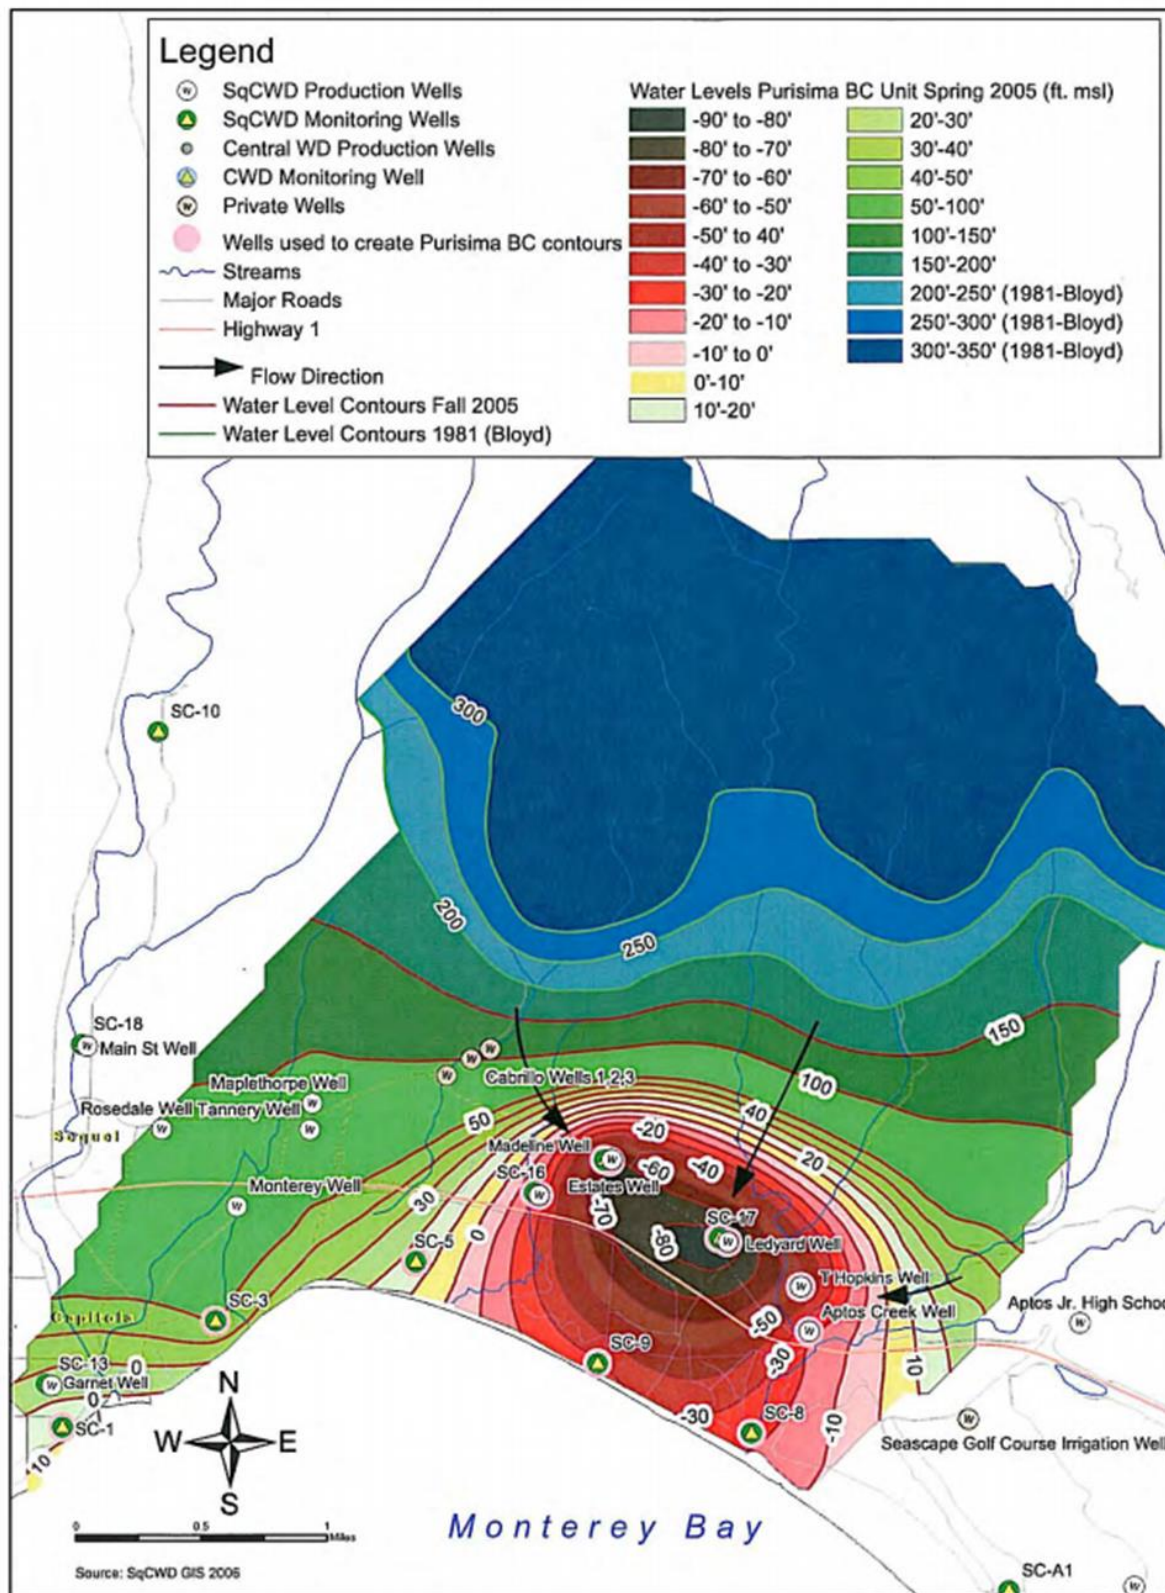 Legend
SqCWD Production Wells
SqCWD Monitoring Wells
Central WD Production Wells
CWD Monitoring Well
Private Wells
Wells used to create Purisima BC contours
Streams
Major Roads
Highway 1
Flow Direction
Water Level Contours Fall 2005
Water Level Contours 1981 (Bloyd)
Water Levels Purisima BC Unit Spring 2005 (ft. msl)
-90' to -80'
-80' to -70'
-70' to -60'
-60' to -50'
-50' to 40'
-40' to -30'
-30' to -20'
-20' to -10'
-10' to 0'
0'-10'
10'-20'
20'-30'
30'-40'
40'-50'
50'-100'
100'-150'
150'-200'
200'-250' (1981-Bloyd)
250'-300' (1981-Bloyd)
300'-350' (1981-Bloyd)
SC-10
300
200
250
150
SC-18
Main St Well
Cabrillo Wells 1,2,3
100
Maplethorpe Well
Rosedale Well Tannery Well
Soquel
50
40
-20
Madeline Well
-60
-40
20
SC-16
Estates Well
Monterey Well
30
-70
SC-17
Ledyard Well
0
-80
SC-5
T Hopkins Well
Aptos Creek Well
Aptos Jr. High Schoo
SC-3
Capitola
-50
SC-9
-30
10
SC-13
0
Garnet Well
0
SC-1
N
W
E
S
-30
SC-8
-10
Seascape Golf Course Irrigation Well
10
Monterey Bay
0 0.5 1
Miles
Source: SqCWD GIS 2006
SC-A1